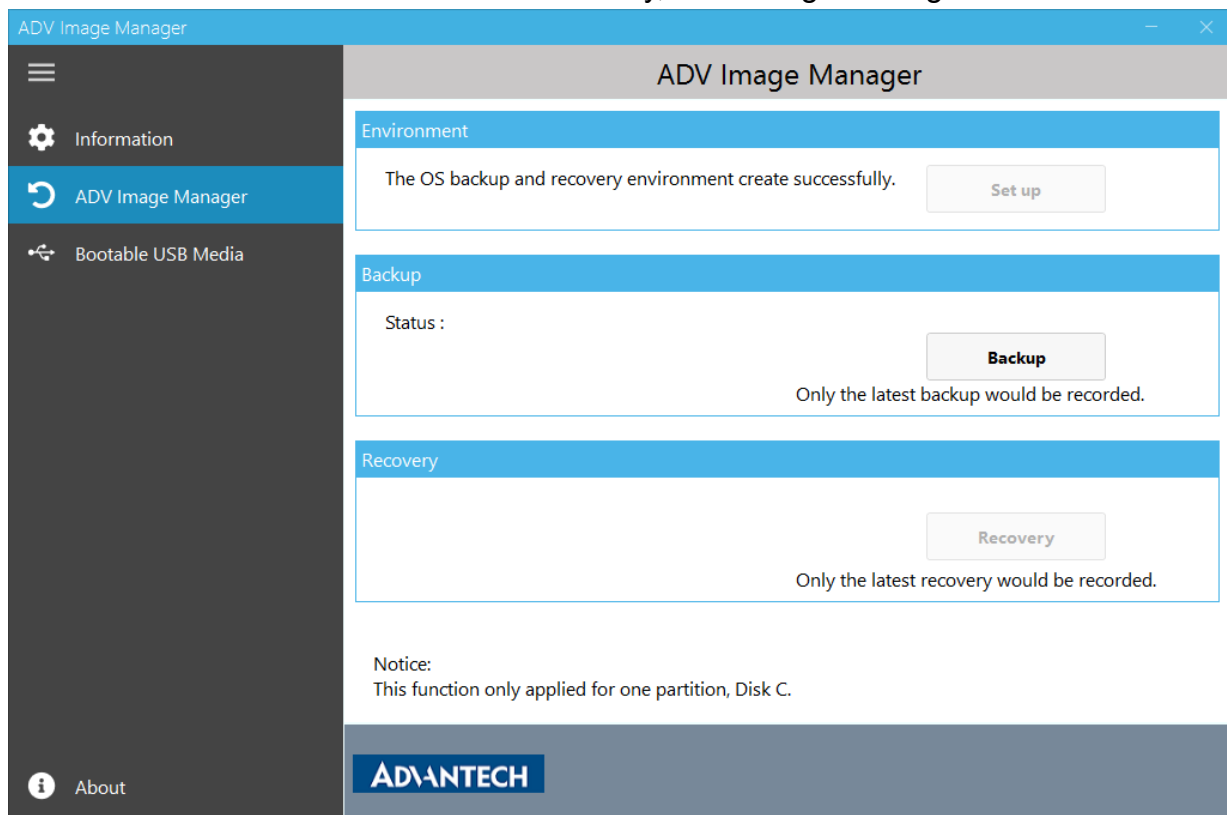 ADV Image Manager
ADV Image Manager
Information
ADV Image Manager
Bootable USB Media
About
Environment
The OS backup and recovery environment create successfully.
Set up
Backup
Status :
Backup
Only the latest backup would be recorded.
Recovery
Recovery
Only the latest recovery would be recorded.
Notice:
This function only applied for one partition, Disk C.
ADVANTECH